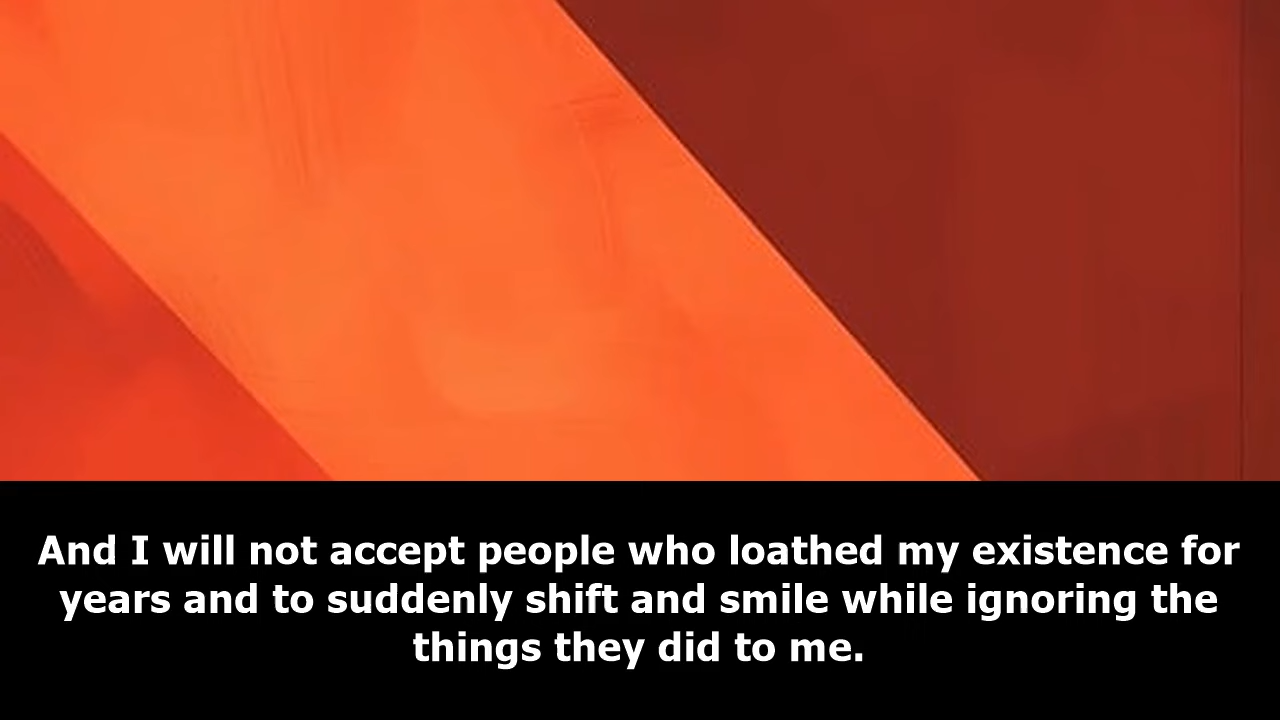 And I will not accept people who loathed my existence for
years and to suddenly shift and smile while ignoring the
things they did to me.